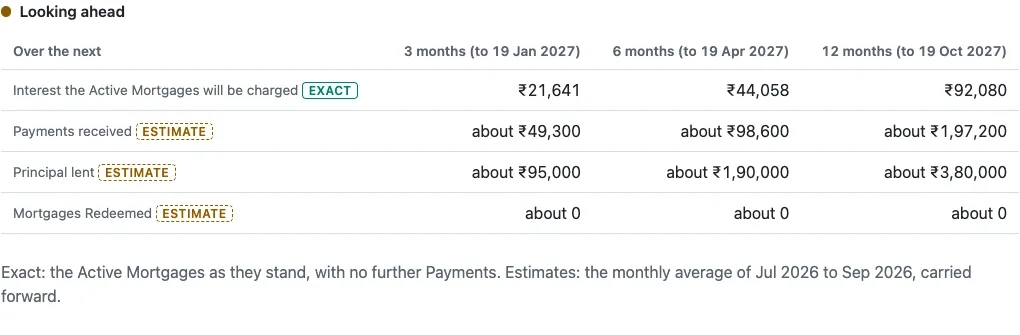 Looking ahead
Over the next 3 months (to 19 Jan 2027) 6 months (to 19 Apr 2027) 12 months (to 19 Oct 2027)
Interest the Active Mortgages will be charged EXACT ₹21,641 ₹44,058 ₹92,080
Payments received ESTIMATE about ₹49,300 about ₹98,600 about ₹1,97,200
Principal lent ESTIMATE about ₹95,000 about ₹1,90,000 about ₹3,80,000
Mortgages Redeemed ESTIMATE about 0 about 0 about 0
Exact: the Active Mortgages as they stand, with no further Payments. Estimates: the monthly average of Jul 2026 to Sep 2026, carried
forward.